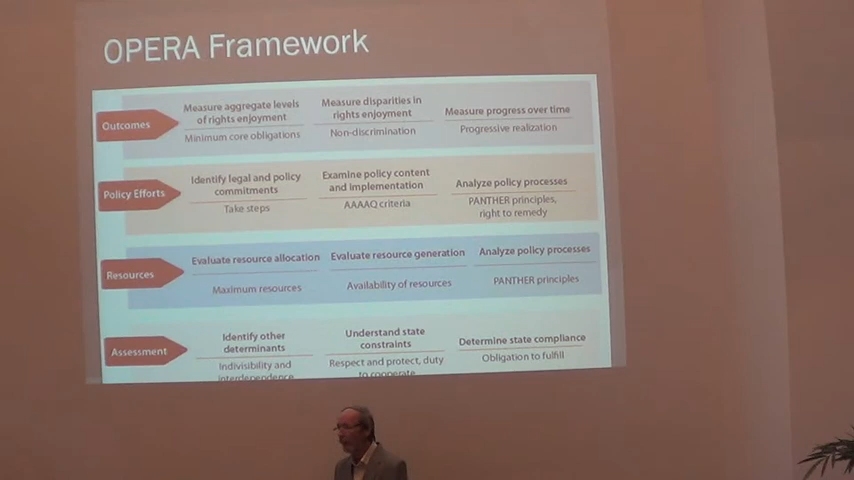 OPERA Framework
Outcomes
Measure aggregate levels
of rights enjoyment
Minimum core obligations
Measure disparities in
rights enjoyment
Non-discrimination
Measure progress over time
Progressive realization
Policy Efforts
Identify legal and policy
commitments
Take steps
Examine policy content
and implementation
AAAAQ criteria
Analyze policy processes
PANTHER principles,
right to remedy
Resources
Evaluate resource allocation
Maximum resources
Evaluate resource generation
Availability of resources
Analyze policy processes
PANTHER principles
Assessment
Identify other
determinants
Indivisibility and
interdependence
Understand state
constraints
Respect and protect, duty
to cooperate
Determine state compliance
Obligation to fulfill